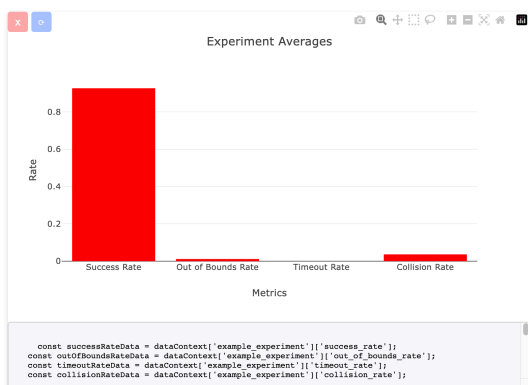 X
Experiment Averages
0.8
0.6
0.4
0.2
0
Rate
Success Rate
Out of Bounds Rate
Timeout Rate
Collision Rate
Metrics
const successRateData = dataContext['example_experiment']['success_rate'];
const outOfBoundsRateData = dataContext['example_experiment']['out_of_bounds_rate'];
const timeoutRateData = dataContext['example_experiment']['timeout_rate'];
const collisionRateData = dataContext['example_experiment']['collision_rate'];